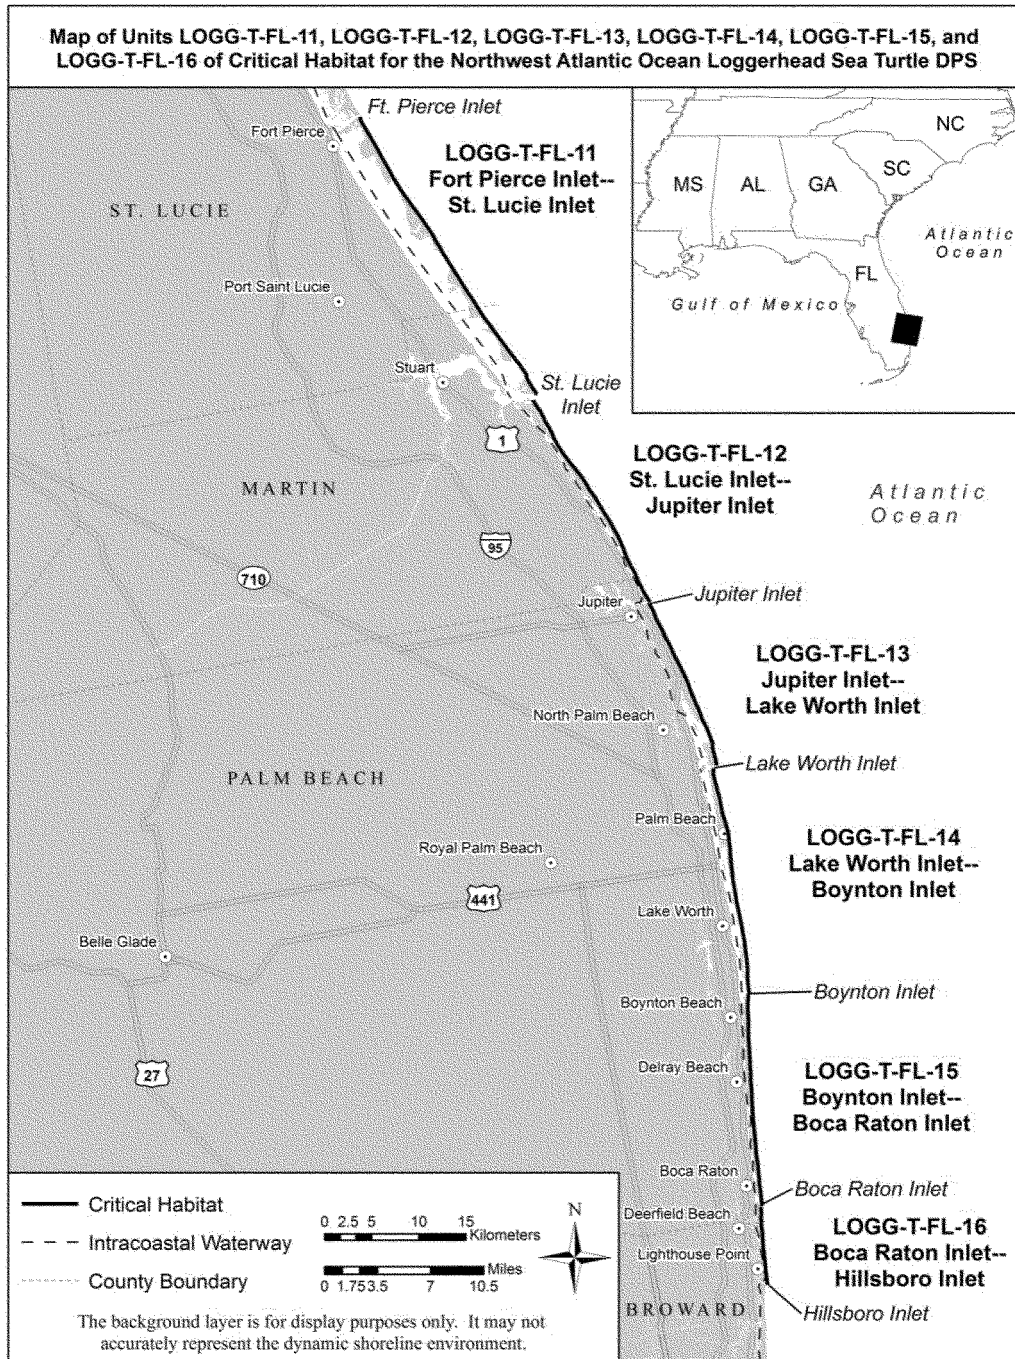 Map of Units LOGG-T-FL-11, LOGG-T-FL-12, LOGG-T-FL-13, LOGG-T-FL-14, LOGG-T-FL-15, and
LOGG-T-FL-16 of Critical Habitat for the Northwest Atlantic Ocean Loggerhead Sea Turtle DPS
Ft. Pierce Inlet
Fort Pierce
LOGG-T-FL-11
Fort Pierce Inlet--
St. Lucie Inlet
ST. LUCIE
Port Saint Lucie
Stuart
St. Lucie
Inlet
NC
SC
MS
AL
GA
Atlantic
Ocean
FL
Gulf of Mexico
1
LOGG-T-FL-12
St. Lucie Inlet--
Jupiter Inlet
MARTIN
Atlantic
Ocean
95
710
Jupiter
Jupiter Inlet
LOGG-T-FL-13
Jupiter Inlet--
Lake Worth Inlet
North Palm Beach
Lake Worth Inlet
PALM BEACH
Palm Beach
LOGG-T-FL-14
Lake Worth Inlet--
Boynton Inlet
Royal Palm Beach
441
Lake Worth
Belle Glade
Boynton Inlet
Boynton Beach
27
Delray Beach
LOGG-T-FL-15
Boynton Inlet--
Boca Raton Inlet
Boca Raton
Boca Raton Inlet
Deerfield Beach
LOGG-T-FL-16
Boca Raton Inlet--
Hillsboro Inlet
Lighthouse Point
Hillsboro Inlet
BROWARD
Critical Habitat
Intracoastal Waterway
County Boundary
0 2.5 5 10 15
Kilometers
Miles
0 1.753.5 7 10.5
N
The background layer is for display purposes only. It may not
accurately represent the dynamic shoreline environment.